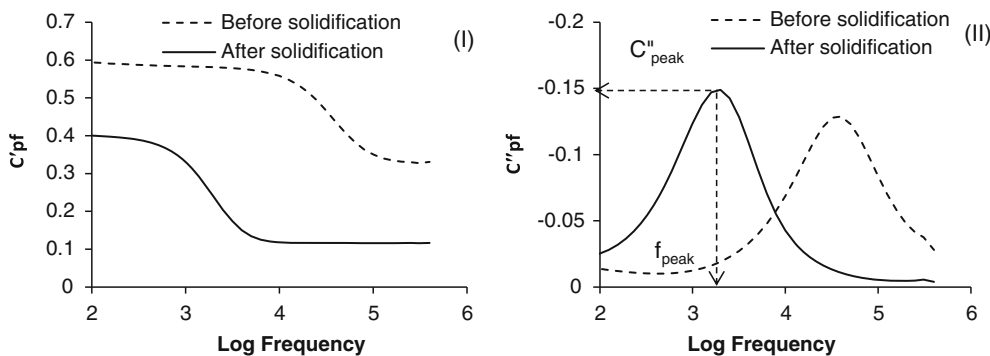 0.7
0.6
0.5
0.4
0.3
0.2
0.1
0
C'pf
2
3
4
5
6
Log Frequency
Before solidification
After solidification
(I)
-0.2
-0.15
-0.1
-0.05
0
C''pf
2
3
4
5
6
Log Frequency
Before solidification
After solidification
(II)
C''peak
fpeak